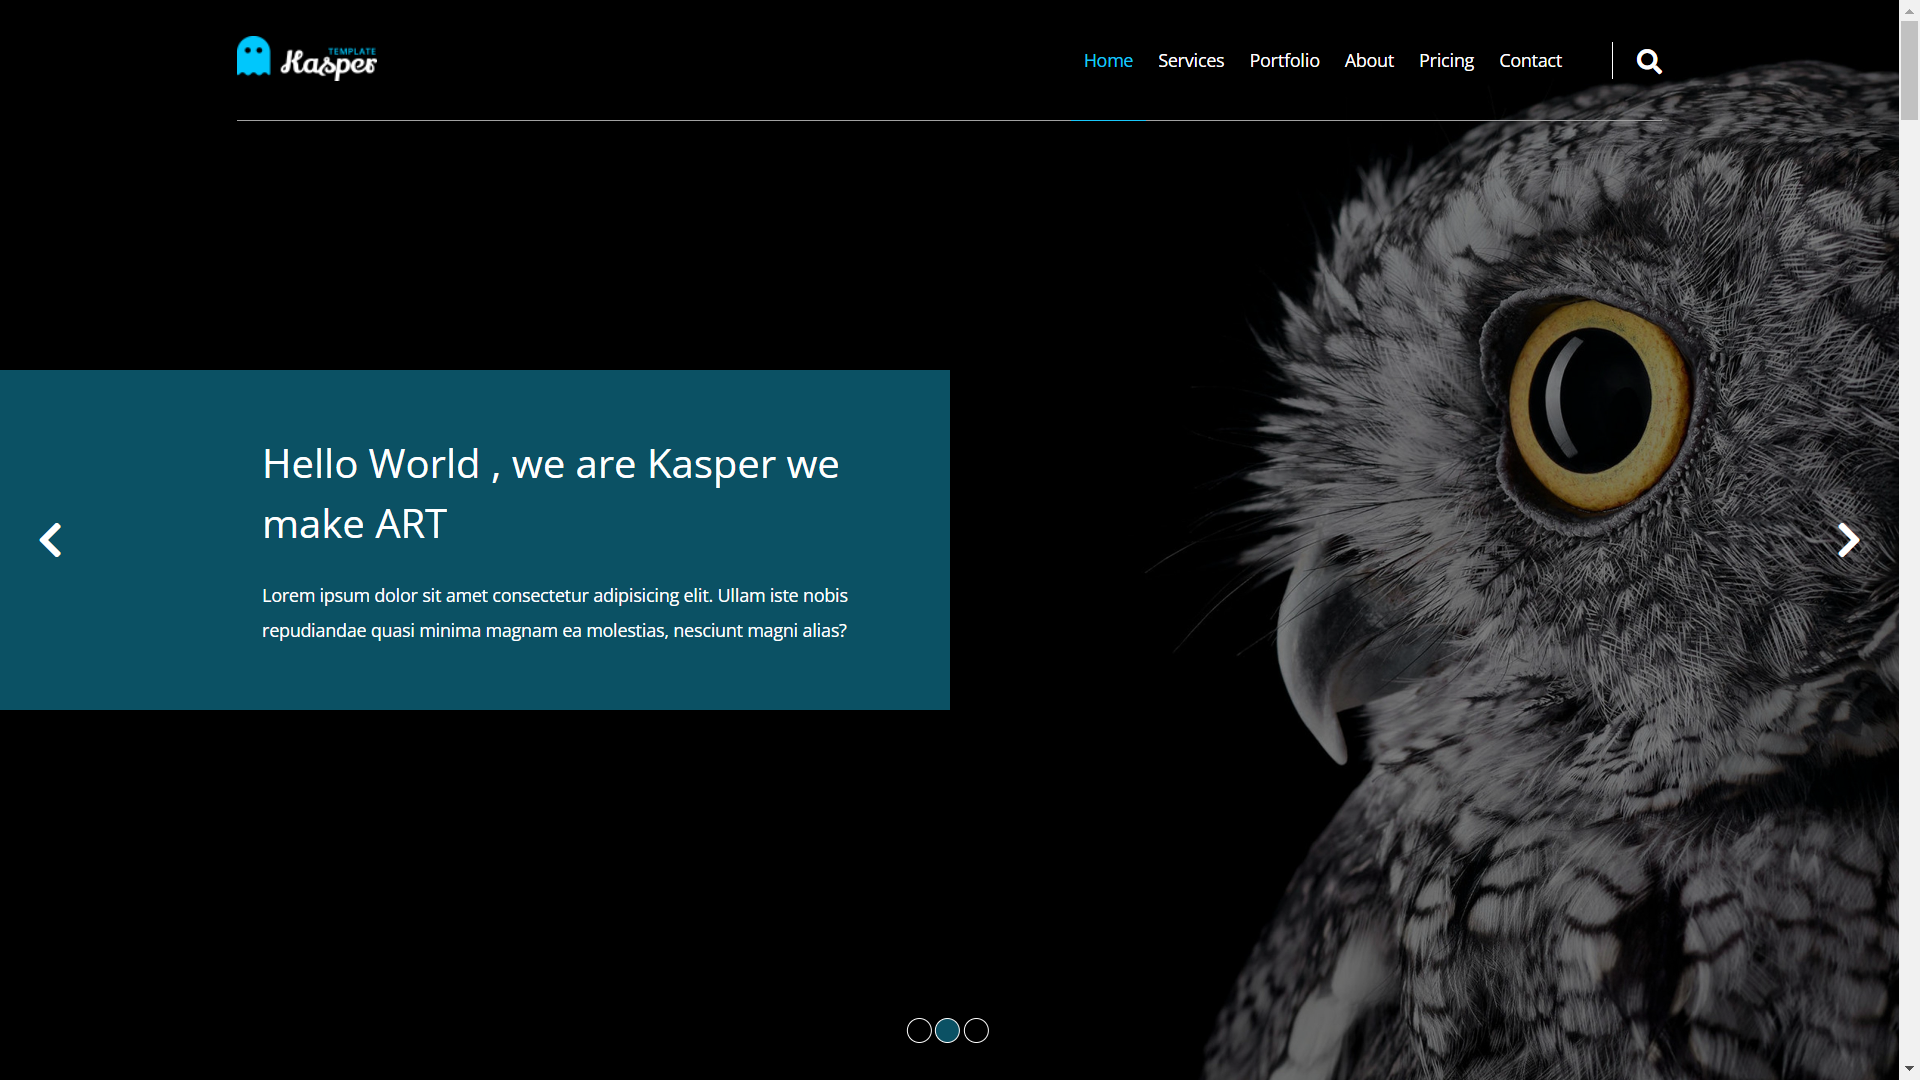 TEMPLATE
Kasper
Home Services Portfolio About Pricing Contact
Hello World , we are Kasper we
make ART
Lorem ipsum dolor sit amet consectetur adipisicing elit. Ullam iste nobis
repudiandae quasi minima magnam ea molestias, nesciunt magni alias?